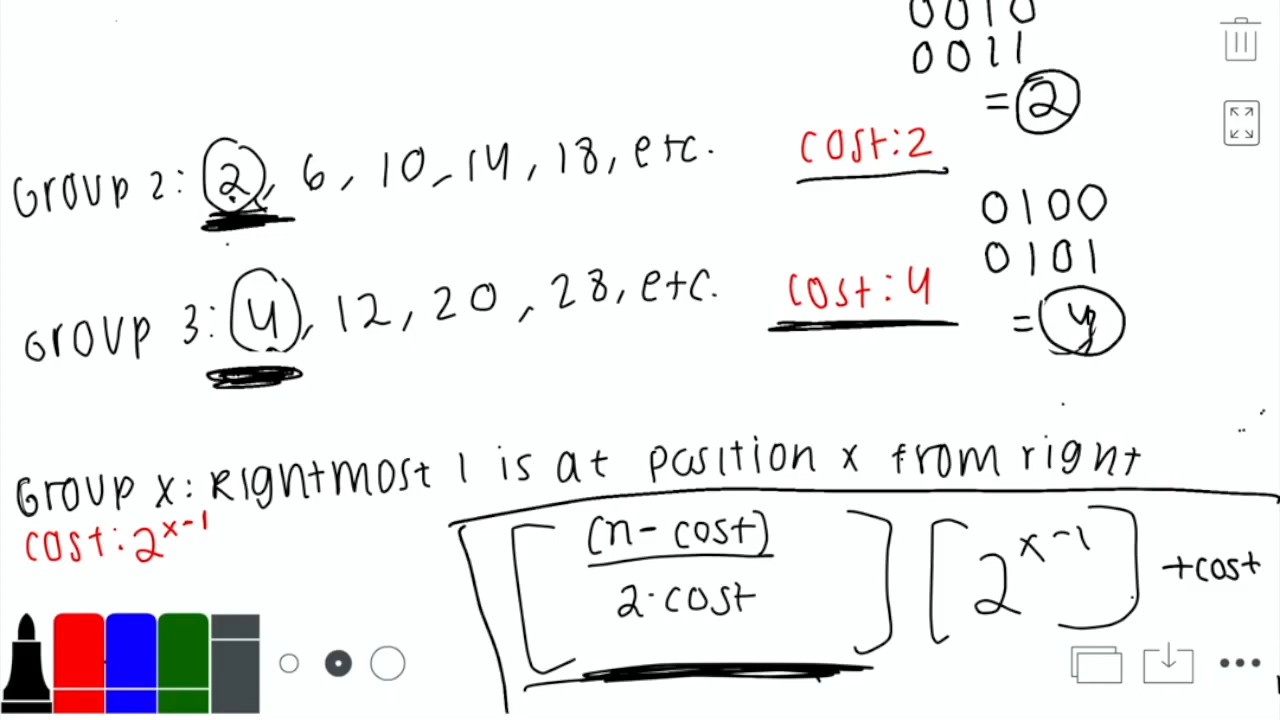 0010
0011
= 2
Group 2: 2, 6, 10, 14, 18, etc.
cost: 2
0100
0101
= 4
Group 3: 4, 12, 20, 28, etc.
cost: 4
Group x: Rightmost 1 is at position x from right
cost: 2^x-1
[(n - cost) / 2·cost] [2^x-1] + cost